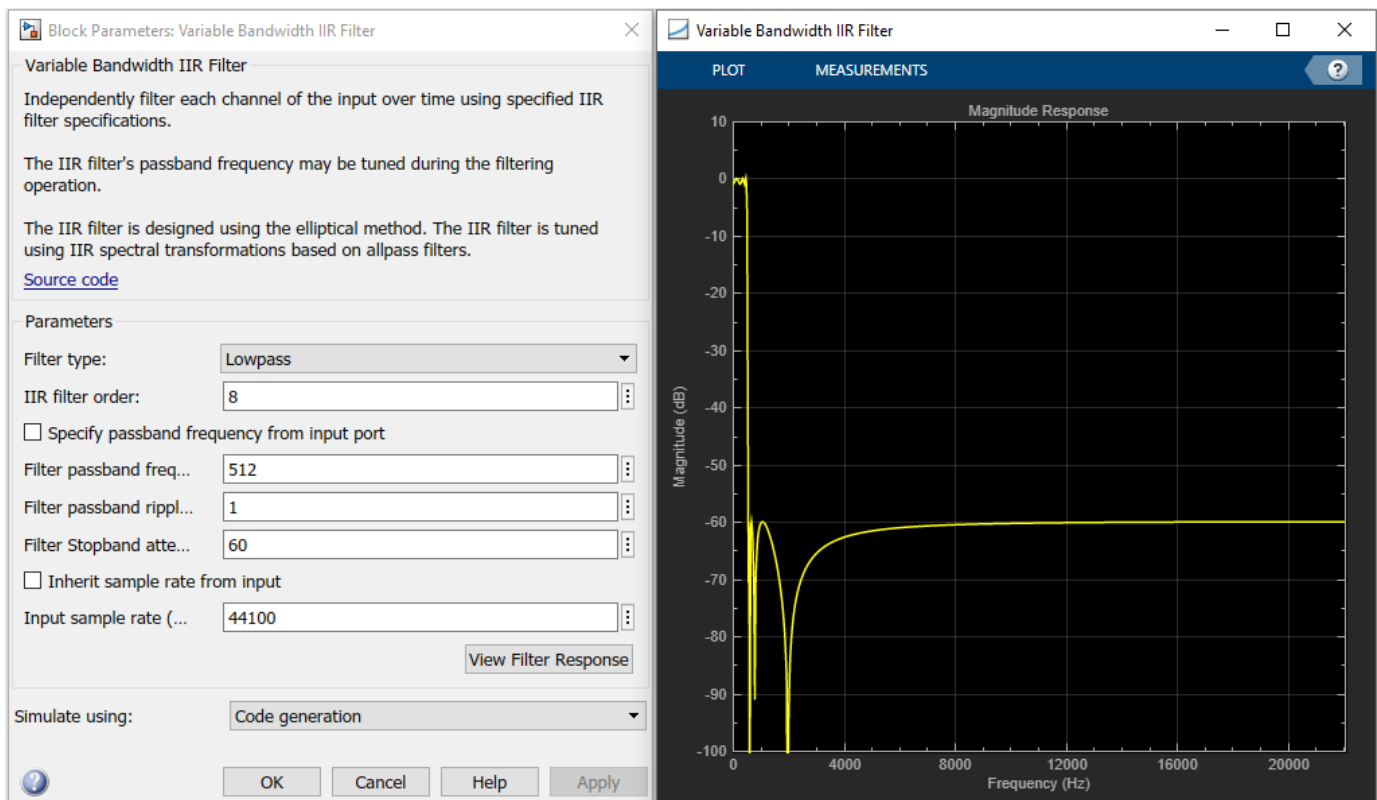 Block Parameters: Variable Bandwidth IIR Filter
Variable Bandwidth IIR Filter
Independently filter each channel of the input over time using specified IIR
filter specifications.
The IIR filter's passband frequency may be tuned during the filtering
operation.
The IIR filter is designed using the elliptical method. The IIR filter is tuned
using IIR spectral transformations based on allpass filters.
Source code
Parameters
Filter type:
Lowpass
IIR filter order:
8
Specify passband frequency from input port
Filter passband freq...
512
Filter passband rippl...
1
Filter Stopband atte...
60
Inherit sample rate from input
Input sample rate (...
44100
View Filter Response
Simulate using:
Code generation
OK
Cancel
Help
Apply
Variable Bandwidth IIR Filter
PLOT
MEASUREMENTS
?
Magnitude Response
10
0
-10
-20
-30
-40
-50
-60
-70
-80
-90
-100
Magnitude (dB)
0
4000
8000
12000
16000
20000
Frequency (Hz)